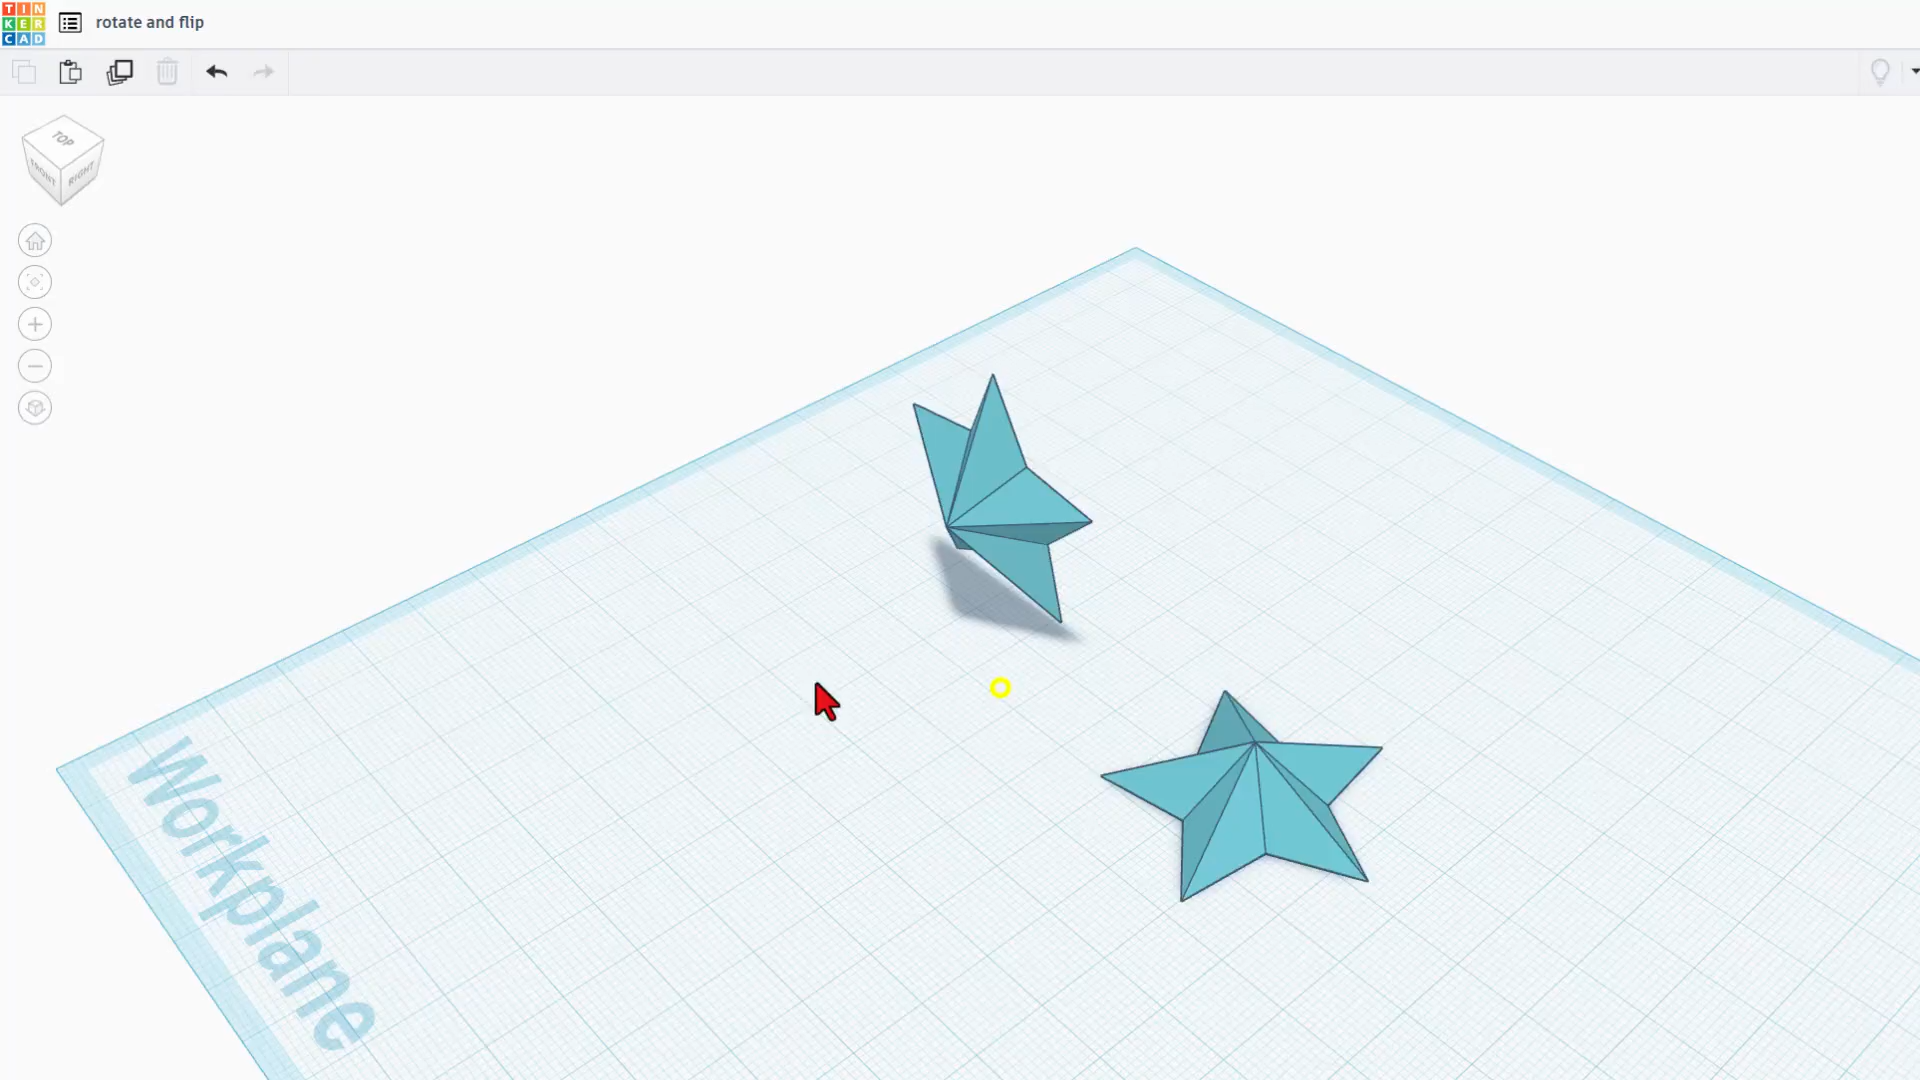 TIN
KER
CAD
rotate and flip
TOP
FRONT
RIGHT
Workplane